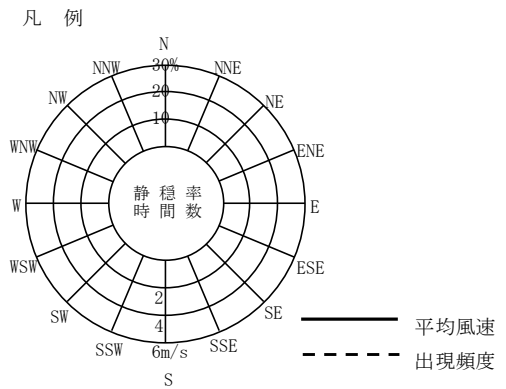 凡 例
N
NNW 30% NNE
NW 20 NE
10
WNW ENE
静 穏 率
時 間 数
W E
WSW ESE
2
SW 4 SE
SSW 6m/s SSE
S
平均風速
出現頻度